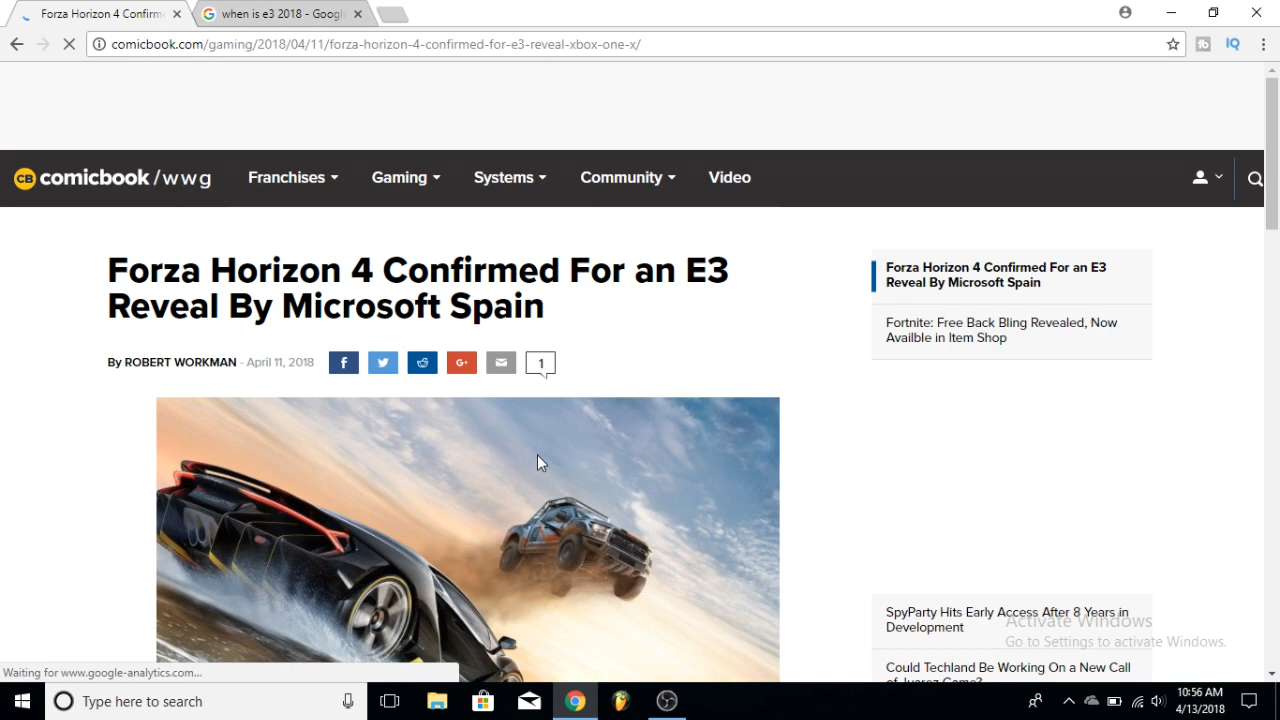 Forza Horizon 4 Confirm
when is e3 2018 - Googl
comicbook.com/gaming/2018/04/11/forza-horizon-4-confirmed-for-e3-reveal-xbox-one-x/
CB comicbook/wwg
Franchises
Gaming
Systems
Community
Video
Forza Horizon 4 Confirmed For an E3
Reveal By Microsoft Spain
By ROBERT WORKMAN - April 11, 2018
1
Forza Horizon 4 Confirmed For an E3
Reveal By Microsoft Spain
Fortnite: Free Back Bling Revealed, Now
Availble in Item Shop
SpyParty Hits Early Access After 8 Years in
Development
Could Techland Be Working On a New Call
of Juarez Game?
Activate Windows
Go to Settings to activate Windows.
Waiting for www.google-analytics.com...
Type here to search
10:56 AM
4/13/2018